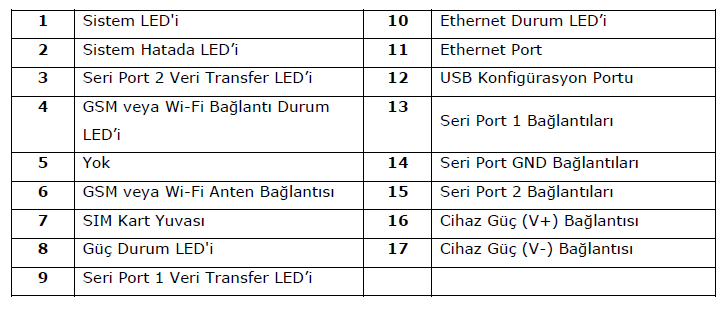 1 Sistem LED'i 10 Ethernet Durum LED’i
2 Sistem Hatada LED’i 11 Ethernet Port
3 Seri Port 2 Veri Transfer LED’i 12 USB Konfigürasyon Portu
4 GSM veya Wi-Fi Bağlantı Durum 13
LED’i Seri Port 1 Bağlantıları
5 Yok 14 Seri Port GND Bağlantıları
6 GSM veya Wi-Fi Anten Bağlantısı 15 Seri Port 2 Bağlantıları
7 SIM Kart Yuvası 16 Cihaz Güç (V+) Bağlantısı
8 Güç Durum LED'i 17 Cihaz Güç (V-) Bağlantısı
9 Seri Port 1 Veri Transfer LED’i